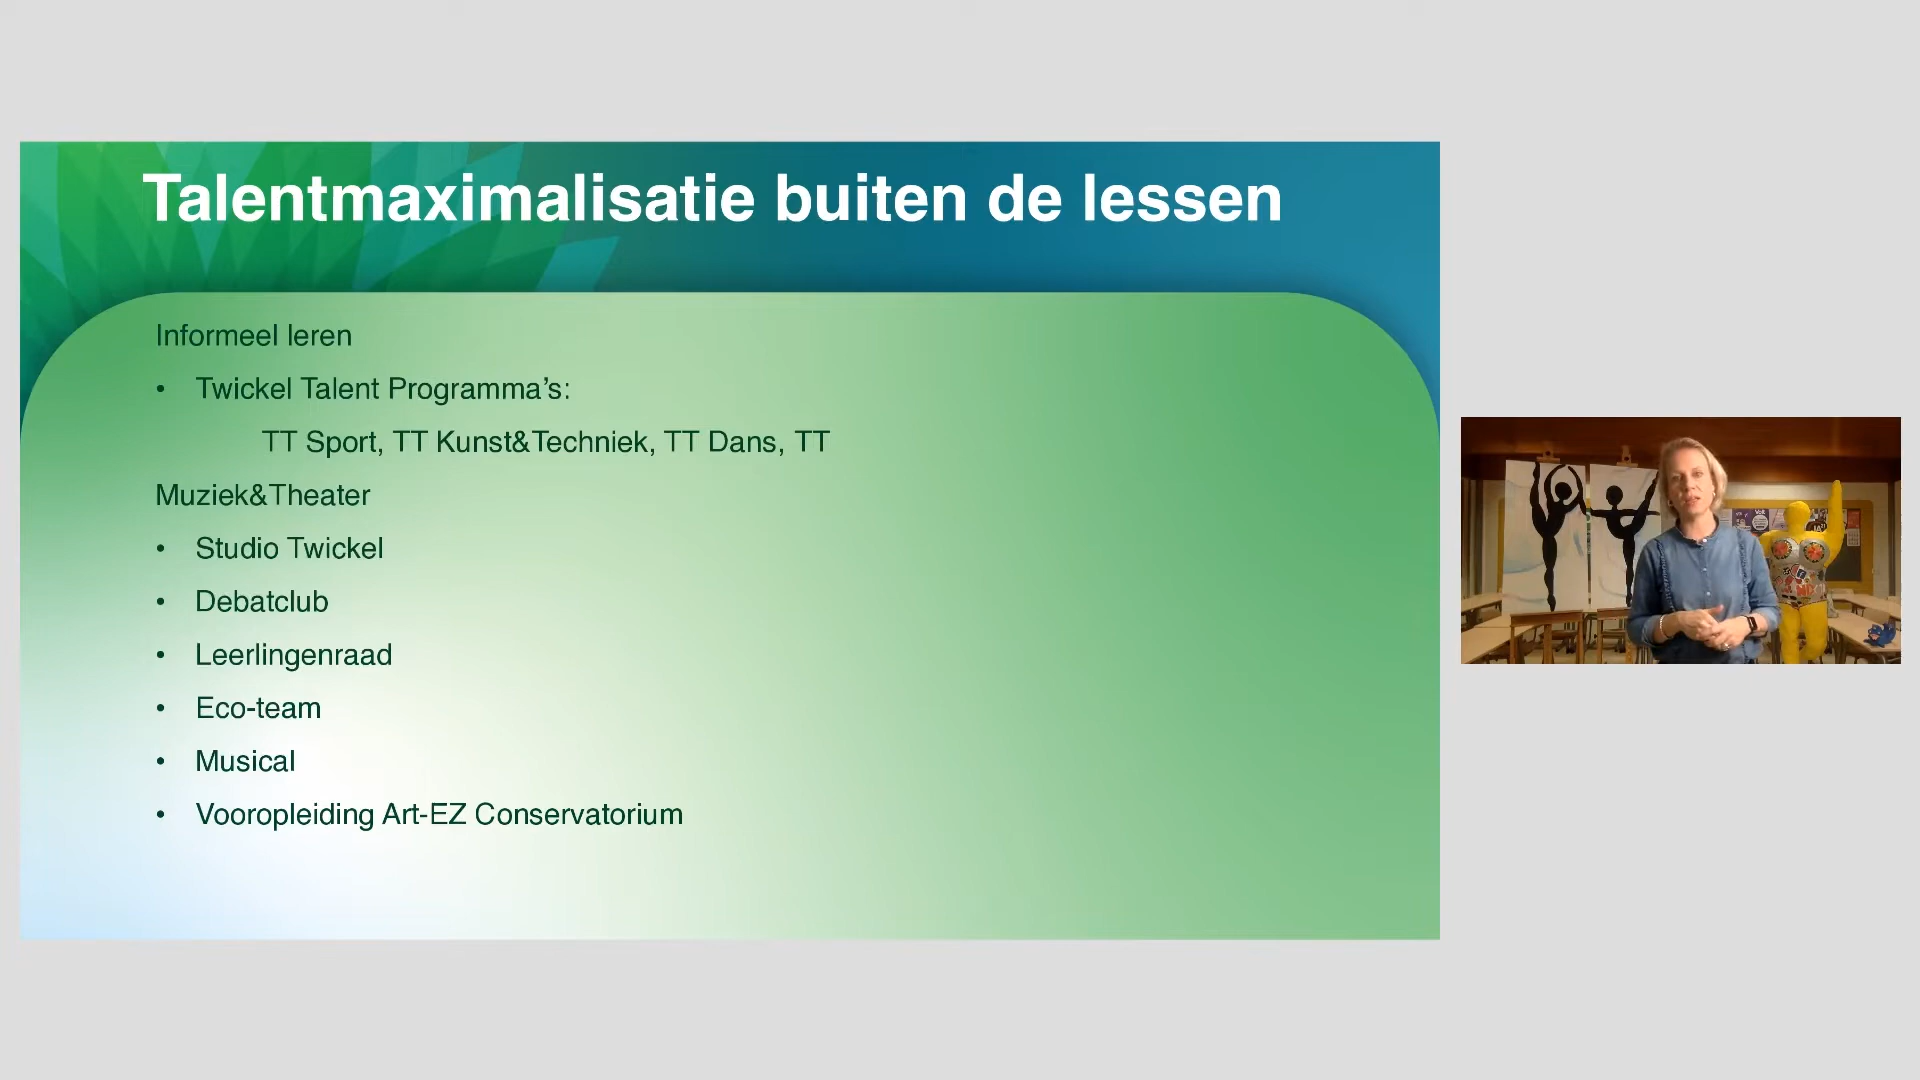 Talentmaximalisatie buiten de lessen
Informeel leren
• Twickel Talent Programma’s:
TT Sport, TT Kunst&Techniek, TT Dans, TT
Muziek&Theater
• Studio Twickel
• Debatclub
• Leerlingenraad
• Eco-team
• Musical
• Vooropleiding Art-EZ Conservatorium